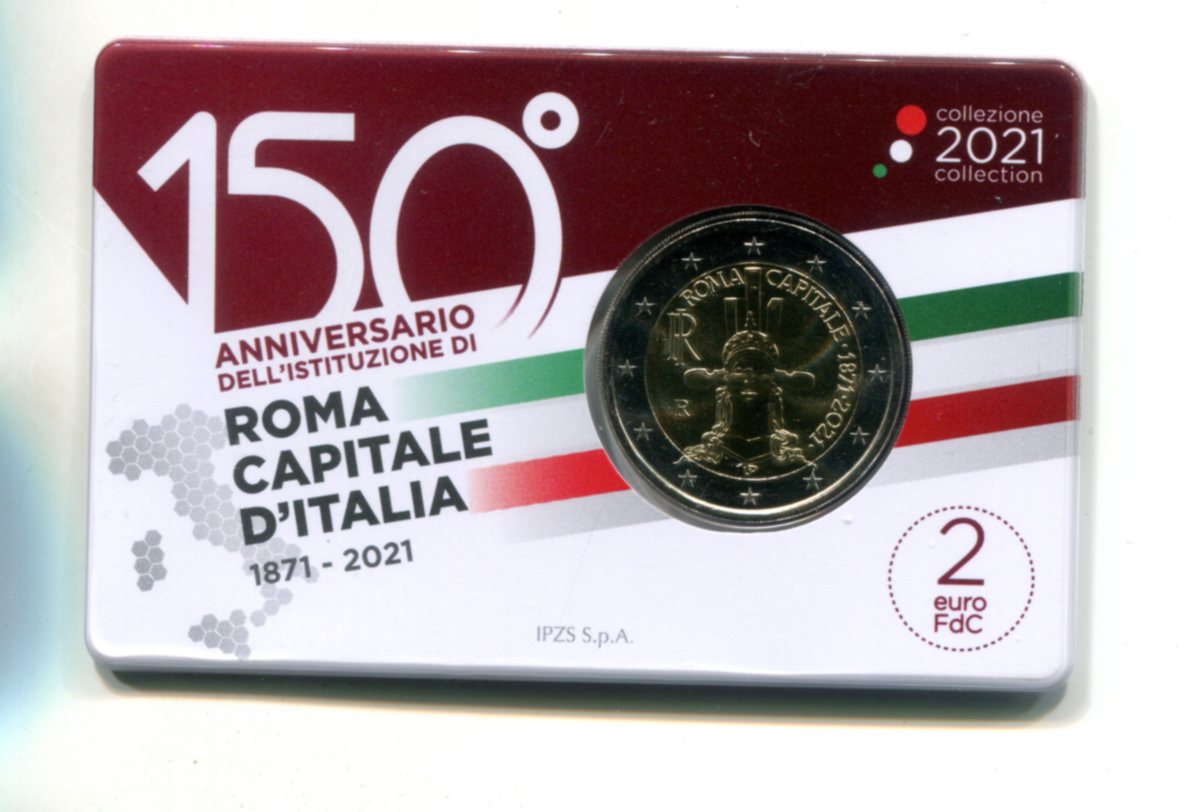 150°
ANNIVERSARIO
DELL'ISTITUZIONE DI
ROMA
CAPITALE
D'ITALIA
1871 - 2021
collezione
2021
collection
ROMA CAPITALE · 1871·2021
RI
R
IPZS S.p.A.
2
euro
FdC